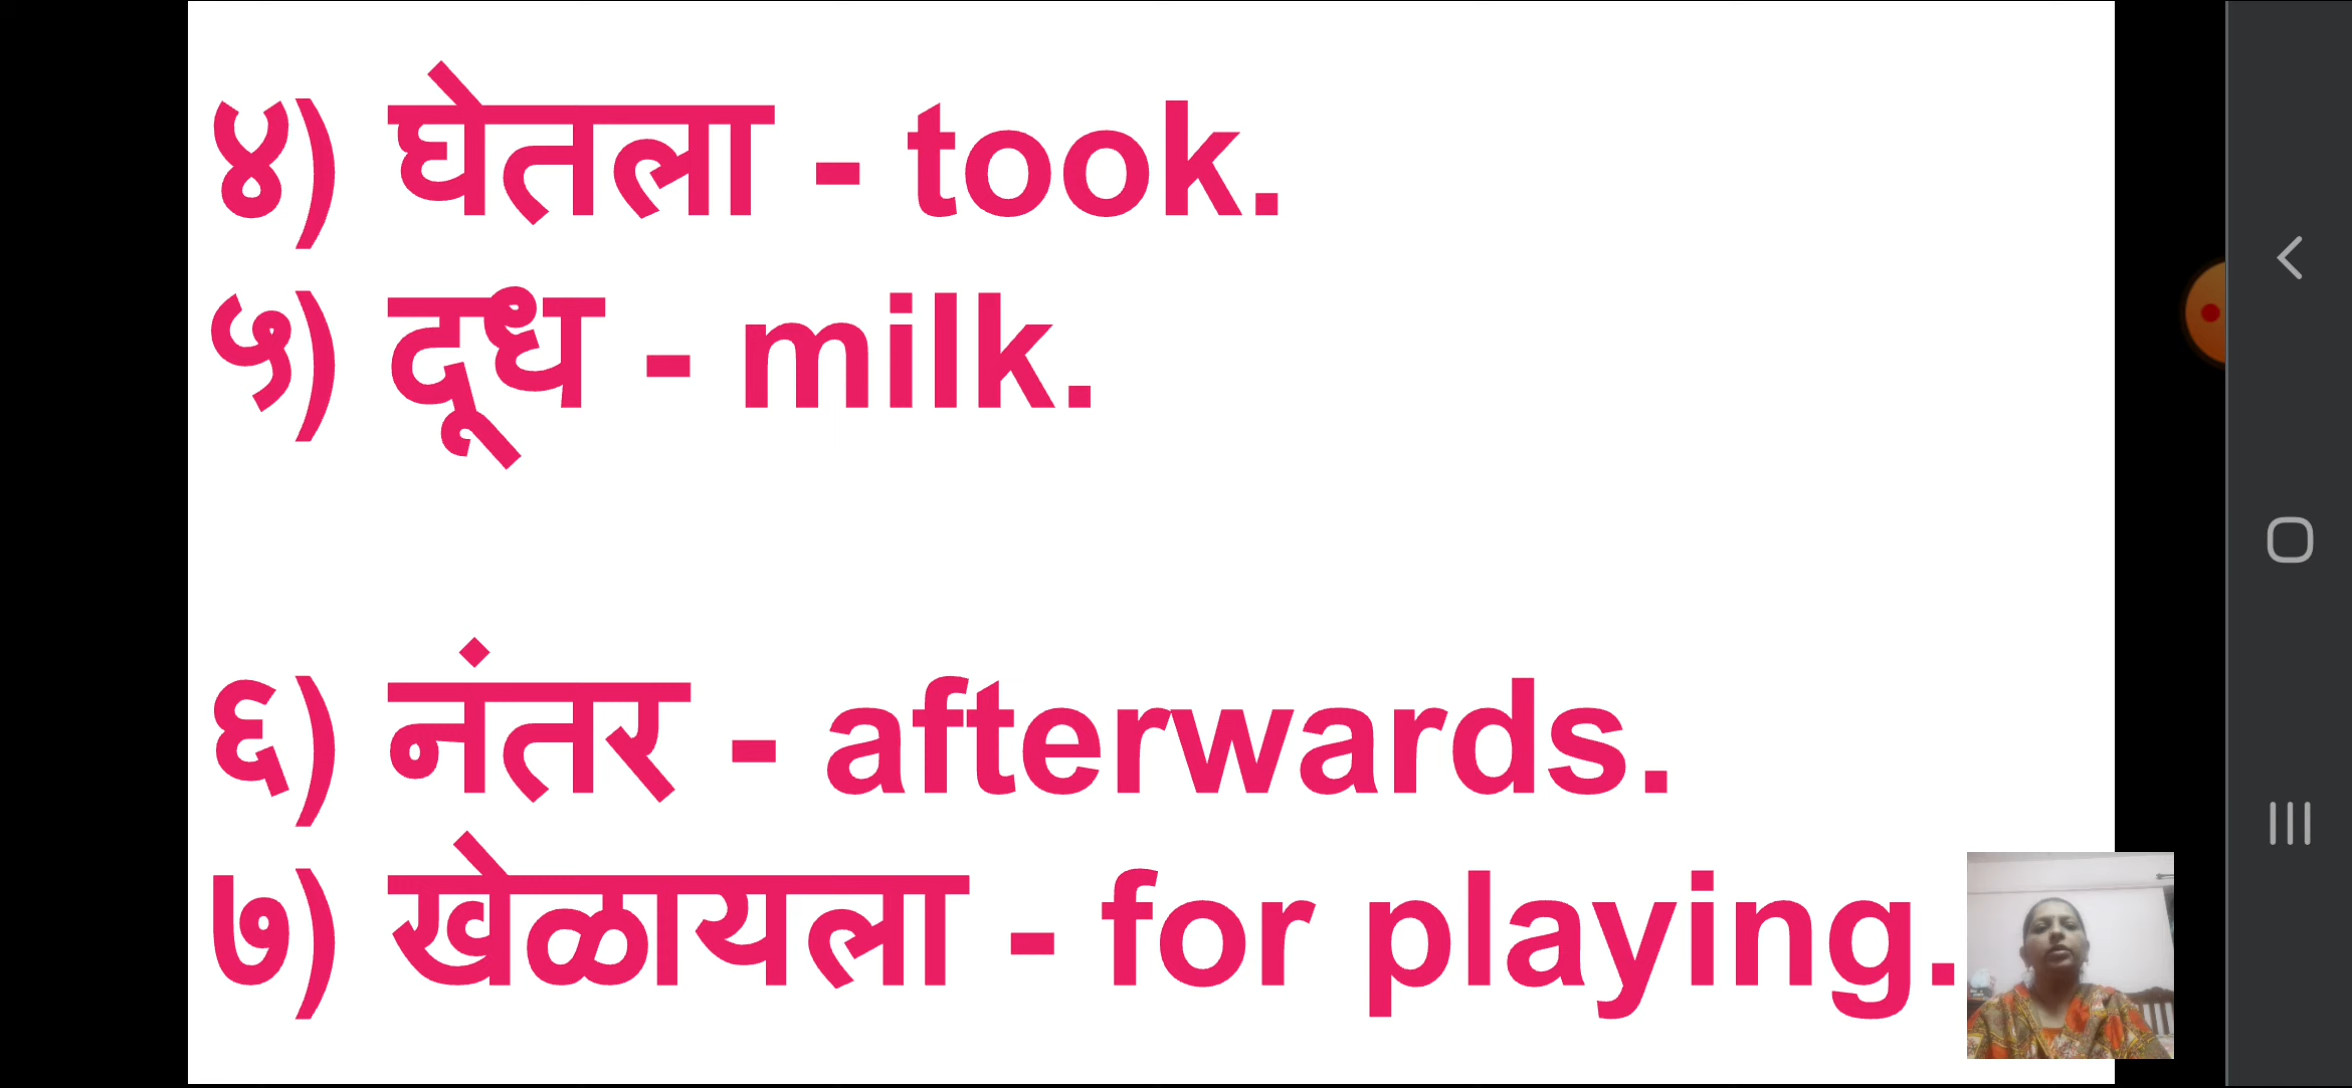 ४) घेतला - took.
५) दूध - milk.
६) नंतर - afterwards.
७) खेळायला - for playing.